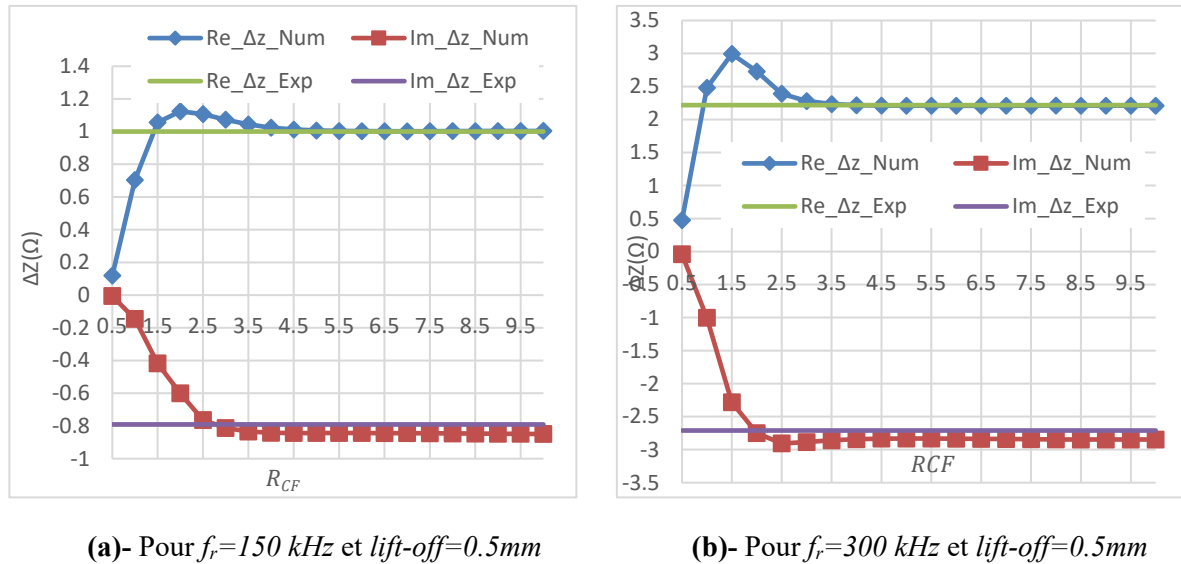 Re_Δz_Num Im_Δz_Num
Re_Δz_Exp Im_Δz_Exp
1.4
1.2
1
0.8
0.6
0.4
0.2
0
-0.2
-0.4
-0.6
-0.8
-1
0.5 1.5 2.5 3.5 4.5 5.5 6.5 7.5 8.5 9.5
ΔZ(Ω)
R_CF
3.5
3
2.5
2
1.5
1
0.5
0
-0.5
-1
-1.5
-2
-2.5
-3
-3.5
Re_Δz_Num Im_Δz_Num
Re_Δz_Exp Im_Δz_Exp
0.5 1.5 2.5 3.5 4.5 5.5 6.5 7.5 8.5 9.5
ΔZ(Ω)
RCF
(a)- Pour fr=150 kHz et lift-off=0.5mm
(b)- Pour fr=300 kHz et lift-off=0.5mm